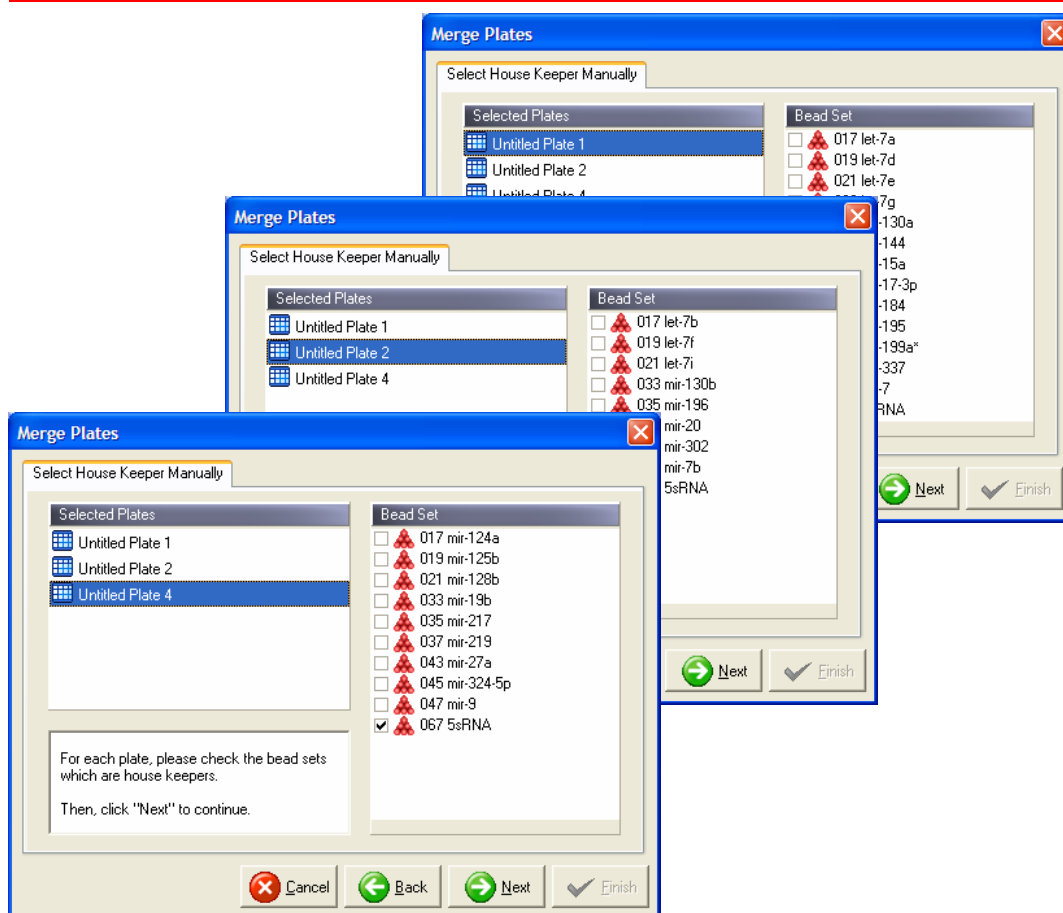 Merge Plates
Select House Keeper Manually
Selected Plates
Untitled Plate 1
Untitled Plate 2
Untitled Plate 4
Bead Set
017 let-7a
019 let-7d
021 let-7e
7g
-130a
-144
-15a
-17-3p
-184
-195
-199a*
-337
-7
RNA
Next
Finish
Merge Plates
Select House Keeper Manually
Selected Plates
Untitled Plate 1
Untitled Plate 2
Untitled Plate 4
Bead Set
017 let-7b
019 let-7f
021 let-7i
033 mir-130b
035 mir-196
mir-20
mir-302
mir-7b
5sRNA
Next
Finish
Merge Plates
Select House Keeper Manually
Selected Plates
Untitled Plate 1
Untitled Plate 2
Untitled Plate 4
Bead Set
017 mir-124a
019 mir-125b
021 mir-128b
033 mir-19b
035 mir-217
037 mir-219
043 mir-27a
045 mir-324-5p
047 mir-9
067 5sRNA
For each plate, please check the bead sets
which are house keepers.
Then, click "Next" to continue.
Cancel
Back
Next
Finish